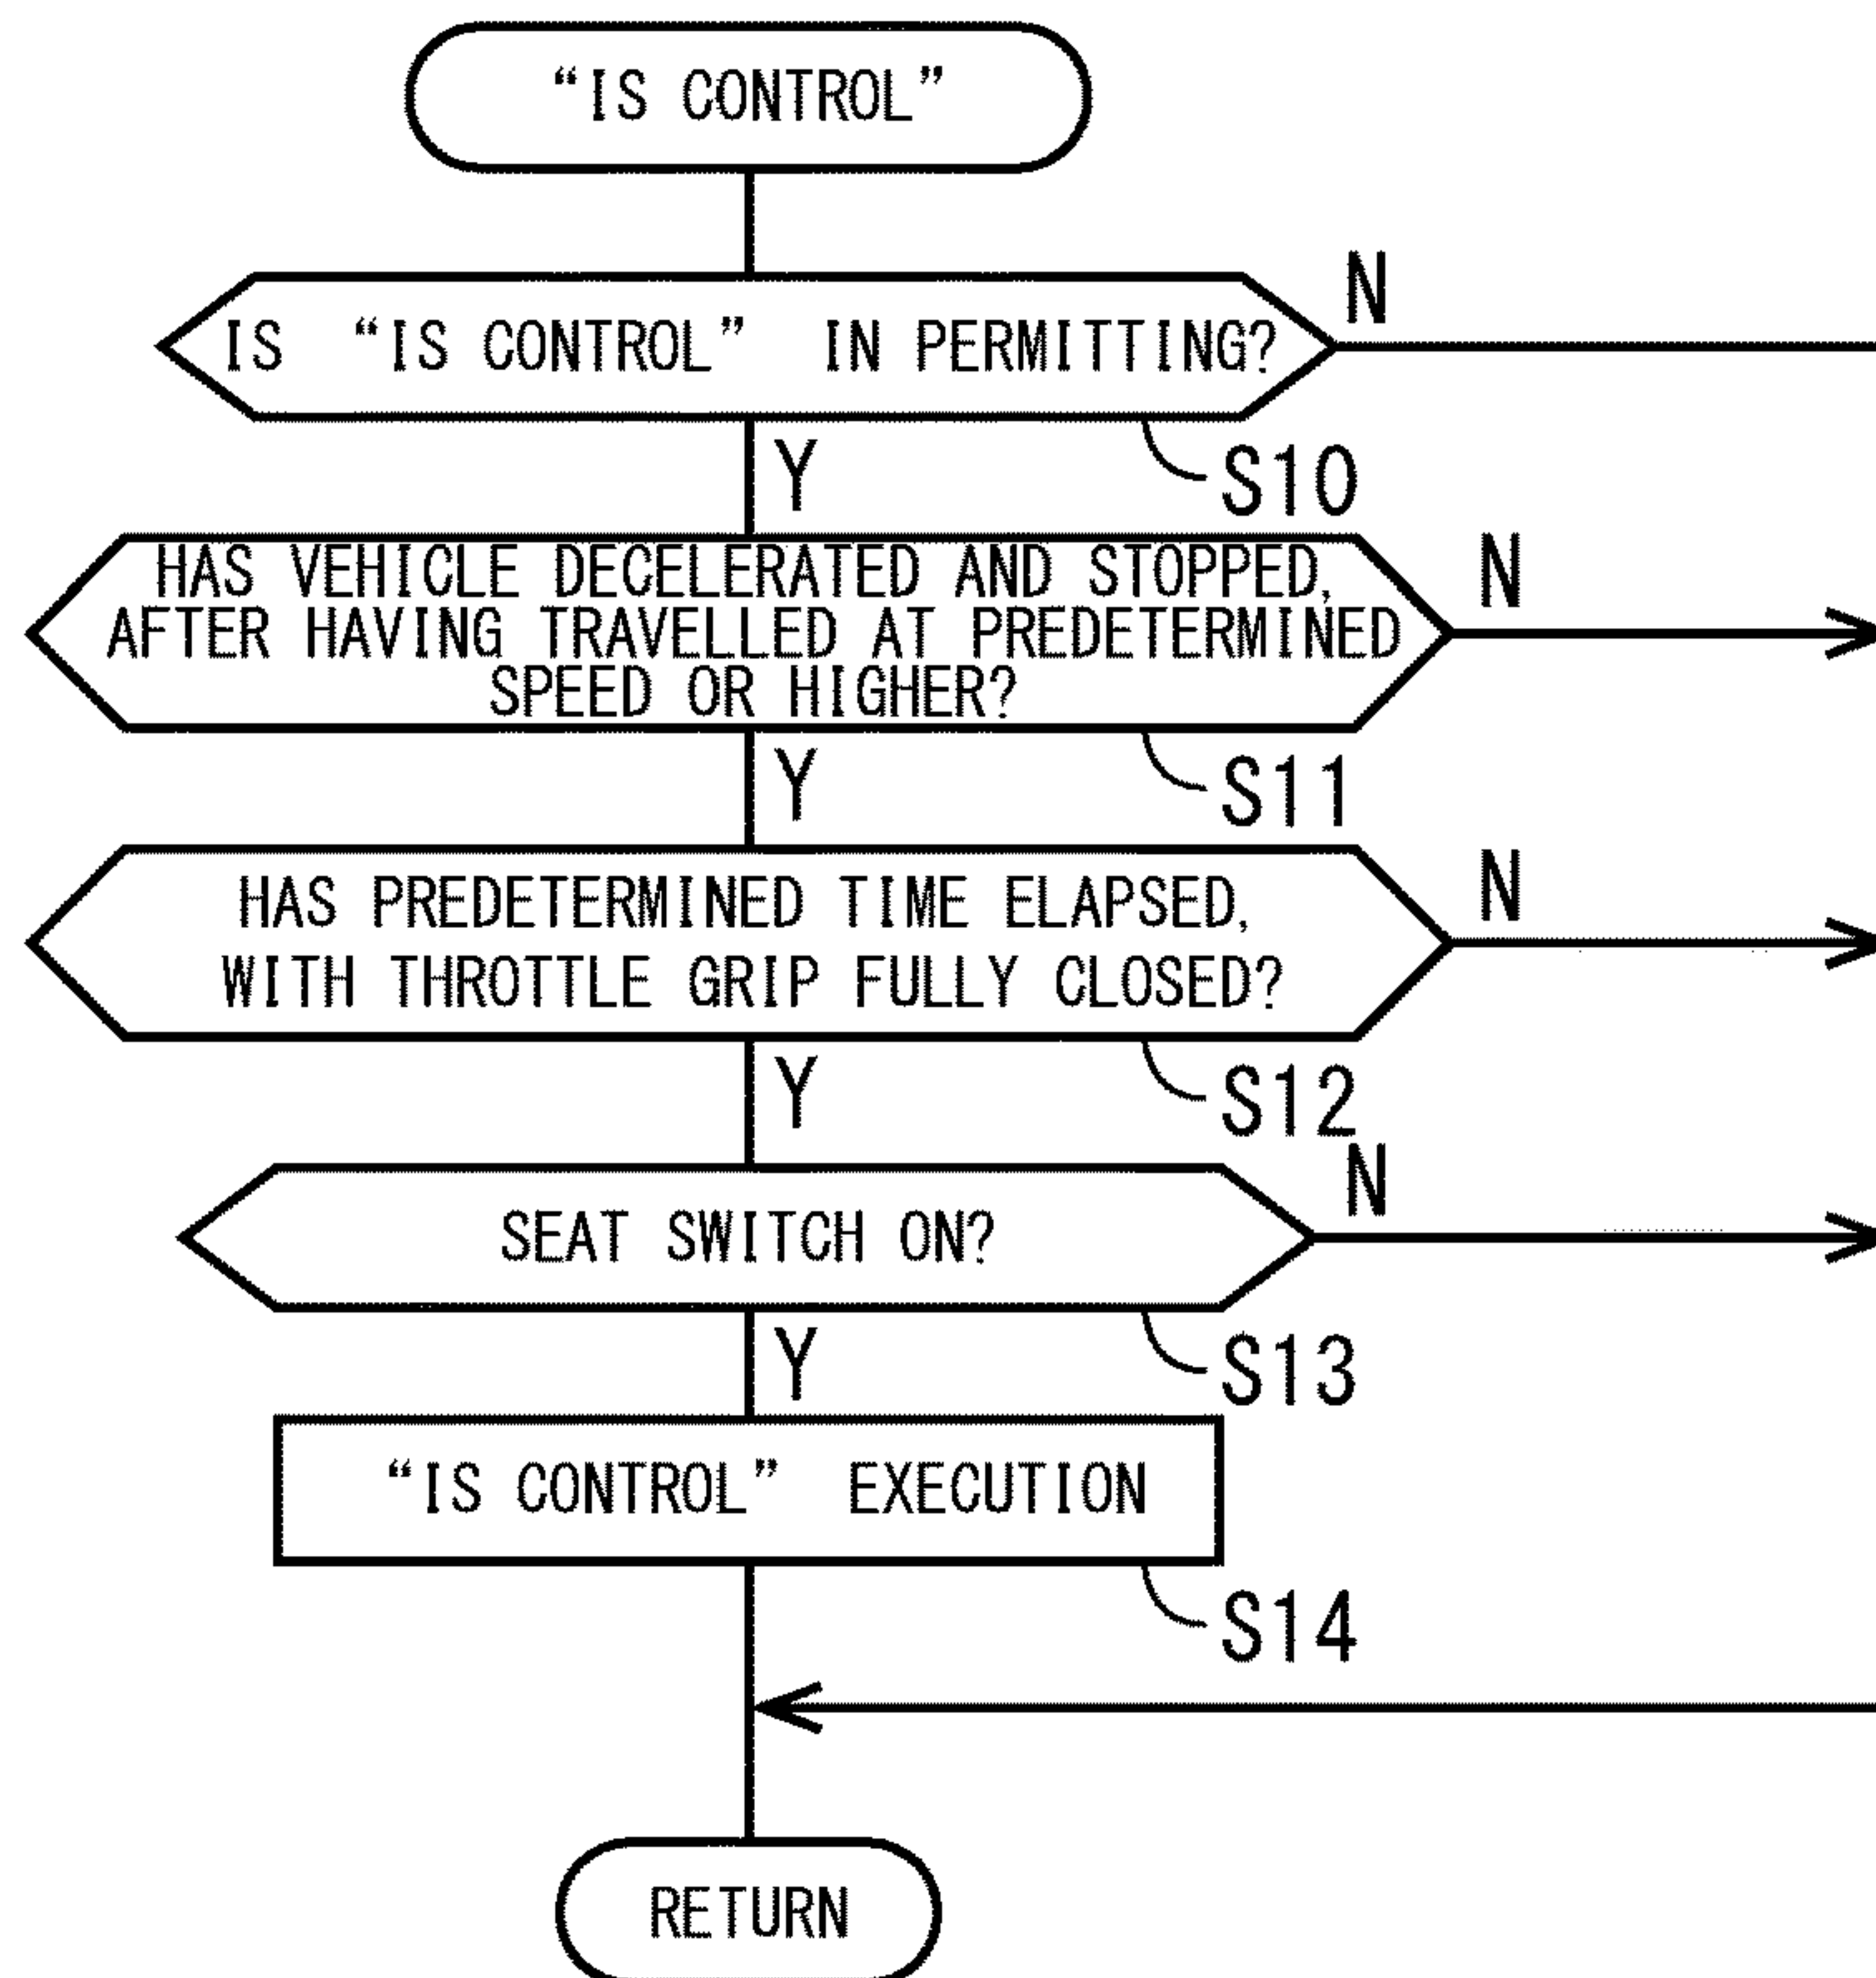 “IS CONTROL”
IS “IS CONTROL” IN PERMITTING?
N
Y
S10
HAS VEHICLE DECELERATED AND STOPPED,
AFTER HAVING TRAVELLED AT PREDETERMINED
SPEED OR HIGHER?
N
Y
S11
HAS PREDETERMINED TIME ELAPSED,
WITH THROTTLE GRIP FULLY CLOSED?
N
Y
S12
SEAT SWITCH ON?
N
Y
S13
“IS CONTROL” EXECUTION
S14
RETURN